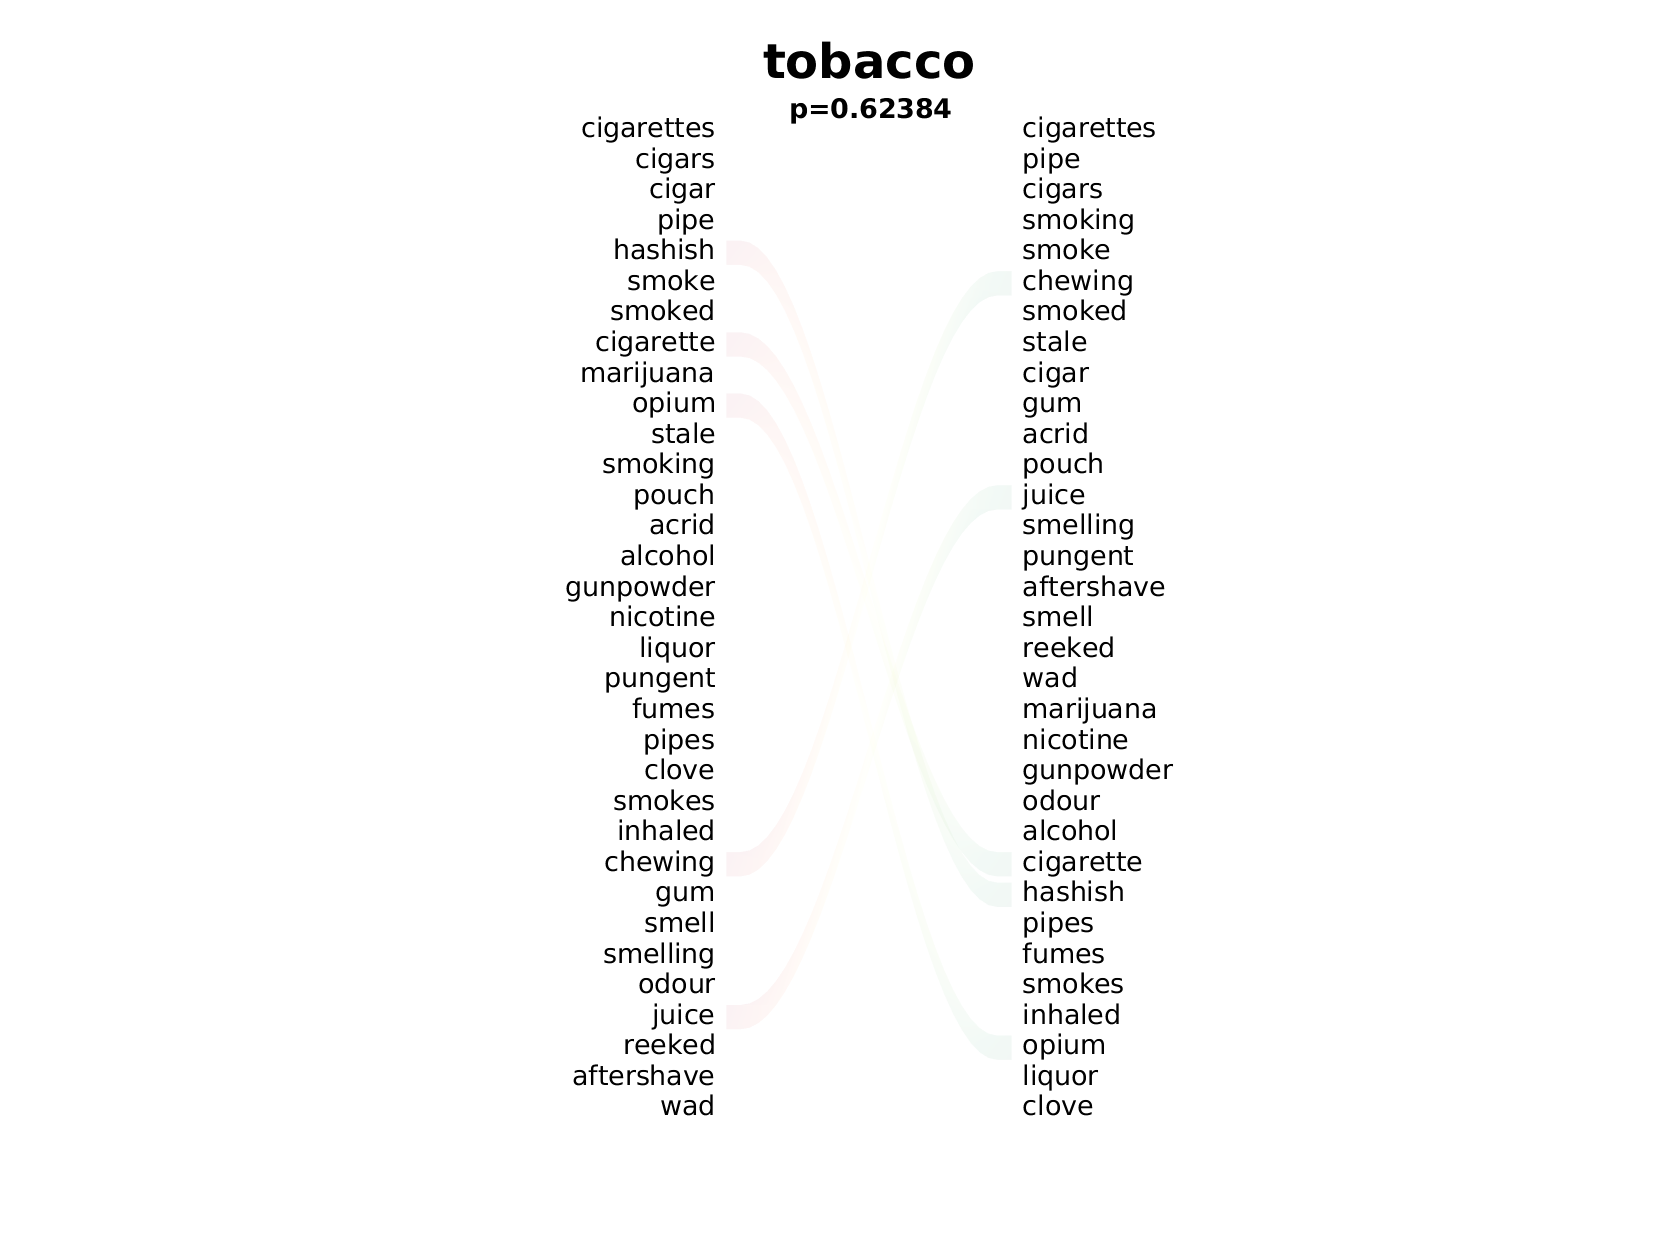 tobacco
p=0.62384
cigarettes
cigars
cigar
pipe
hashish
smoke
smoked
cigarette
marijuana
opium
stale
smoking
pouch
acrid
alcohol
gunpowder
nicotine
liquor
pungent
fumes
pipes
clove
smokes
inhaled
chewing
gum
smell
smelling
odour
juice
reeked
aftershave
wad
cigarettes
pipe
cigars
smoking
smoke
chewing
smoked
stale
cigar
gum
acrid
pouch
juice
smelling
pungent
aftershave
smell
reeked
wad
marijuana
nicotine
gunpowder
odour
alcohol
cigarette
hashish
pipes
fumes
smokes
inhaled
opium
liquor
clove